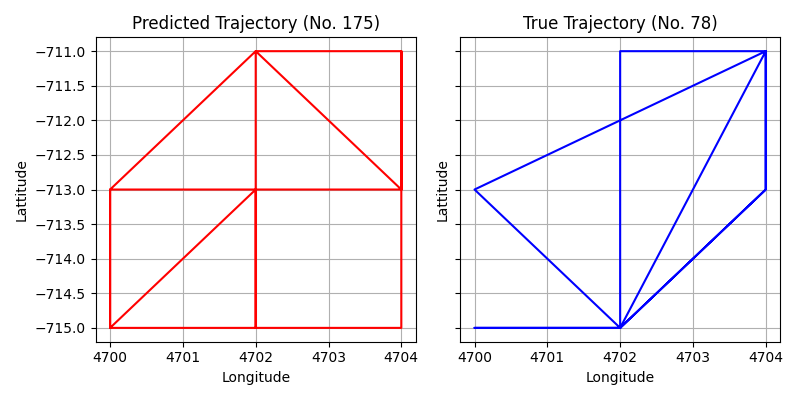 Predicted Trajectory (No. 175)
True Trajectory (No. 78)
−711.0
−711.5
−712.0
−712.5
−713.0
−713.5
−714.0
−714.5
−715.0
Lattitude
Lattitude
4700 4701 4702 4703 4704
4700 4701 4702 4703 4704
Longitude
Longitude